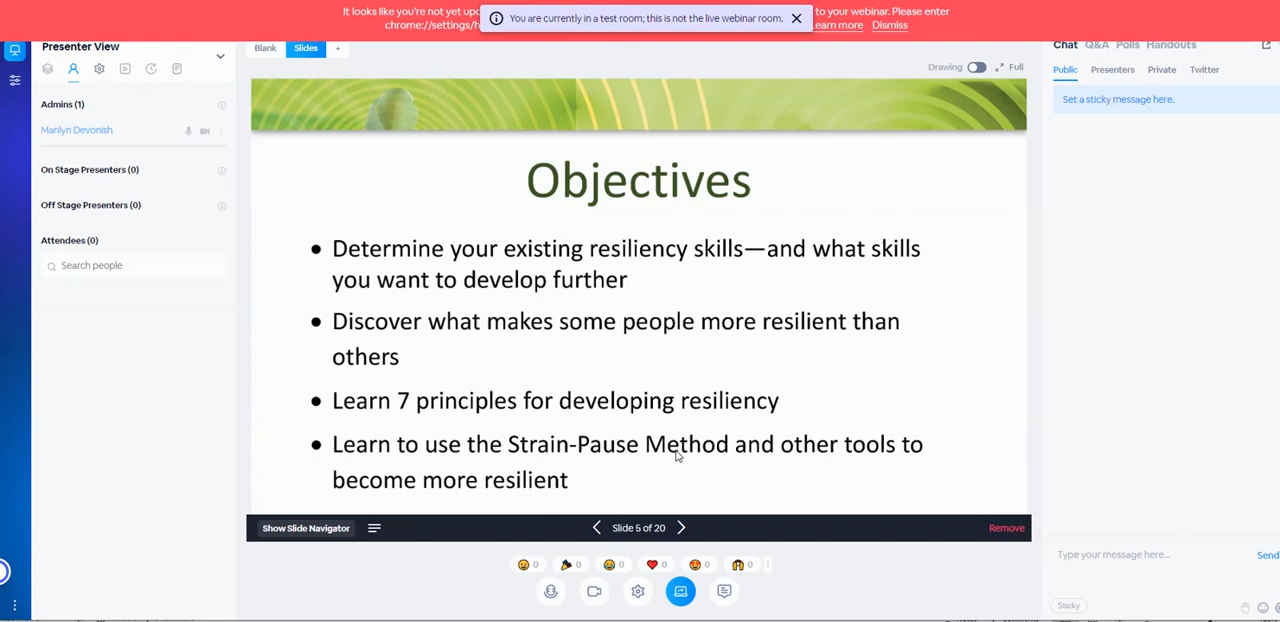 It looks like you're not yet
to your webinar. Please enter
chrome://settings/
earn more
Dismiss
You are currently in a test room; this is not the live webinar room.
Presenter View
Blank
Slides
+
Chat
Q&A
Polls
Handouts
Drawing
Full
Public
Presenters
Private
Twitter
Admins (1)
Set a sticky message here.
Marilyn Devonish
On Stage Presenters (0)
Off Stage Presenters (0)
Attendees (0)
Search people
Objectives
• Determine your existing resiliency skills—and what skills
you want to develop further
• Discover what makes some people more resilient than
others
• Learn 7 principles for developing resiliency
• Learn to use the Strain-Pause Method and other tools to
become more resilient
Show Slide Navigator
Slide 5 of 20
Remove
0
0
0
0
0
0
Type your message here...
Send
Sticky